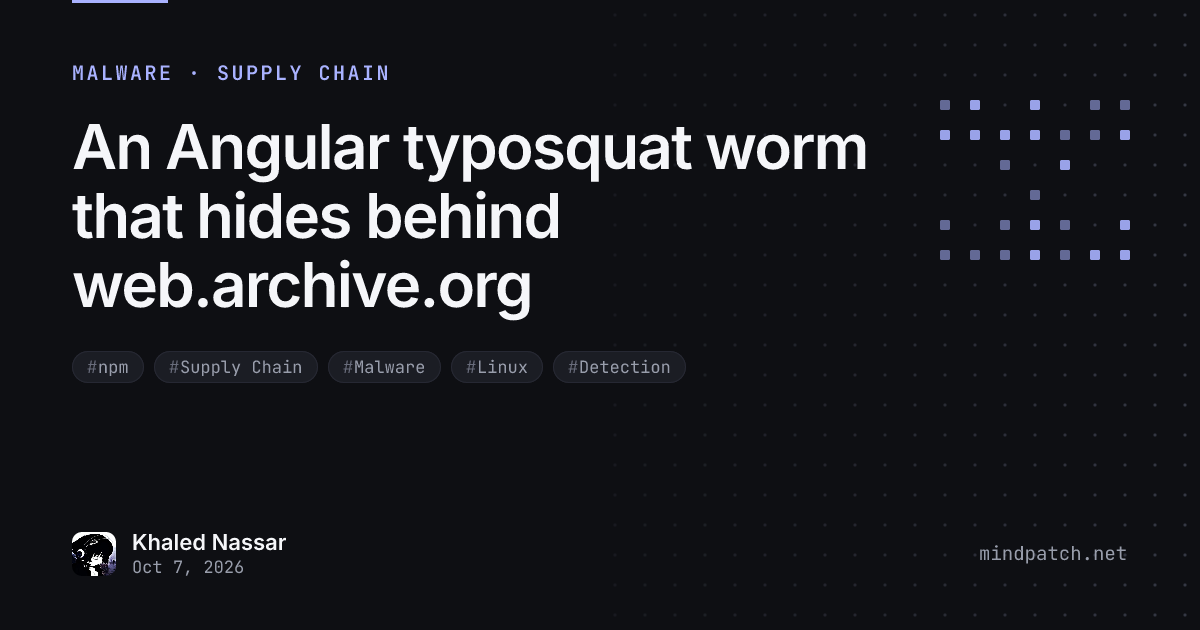 MALWARE · SUPPLY CHAIN
An Angular typosquat worm
that hides behind
web.archive.org
#npm #Supply Chain #Malware #Linux #Detection
Khaled Nassar
Oct 7, 2026
mindpatch.net